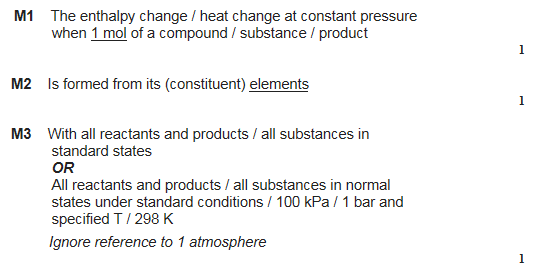 M1 The enthalpy change / heat change at constant pressure
when 1 mol of a compound / substance / product
1
M2 Is formed from its (constituent) elements
1
M3 With all reactants and products / all substances in
standard states
OR
All reactants and products / all substances in normal
states under standard conditions / 100 kPa / 1 bar and
specified T / 298 K
Ignore reference to 1 atmosphere
1